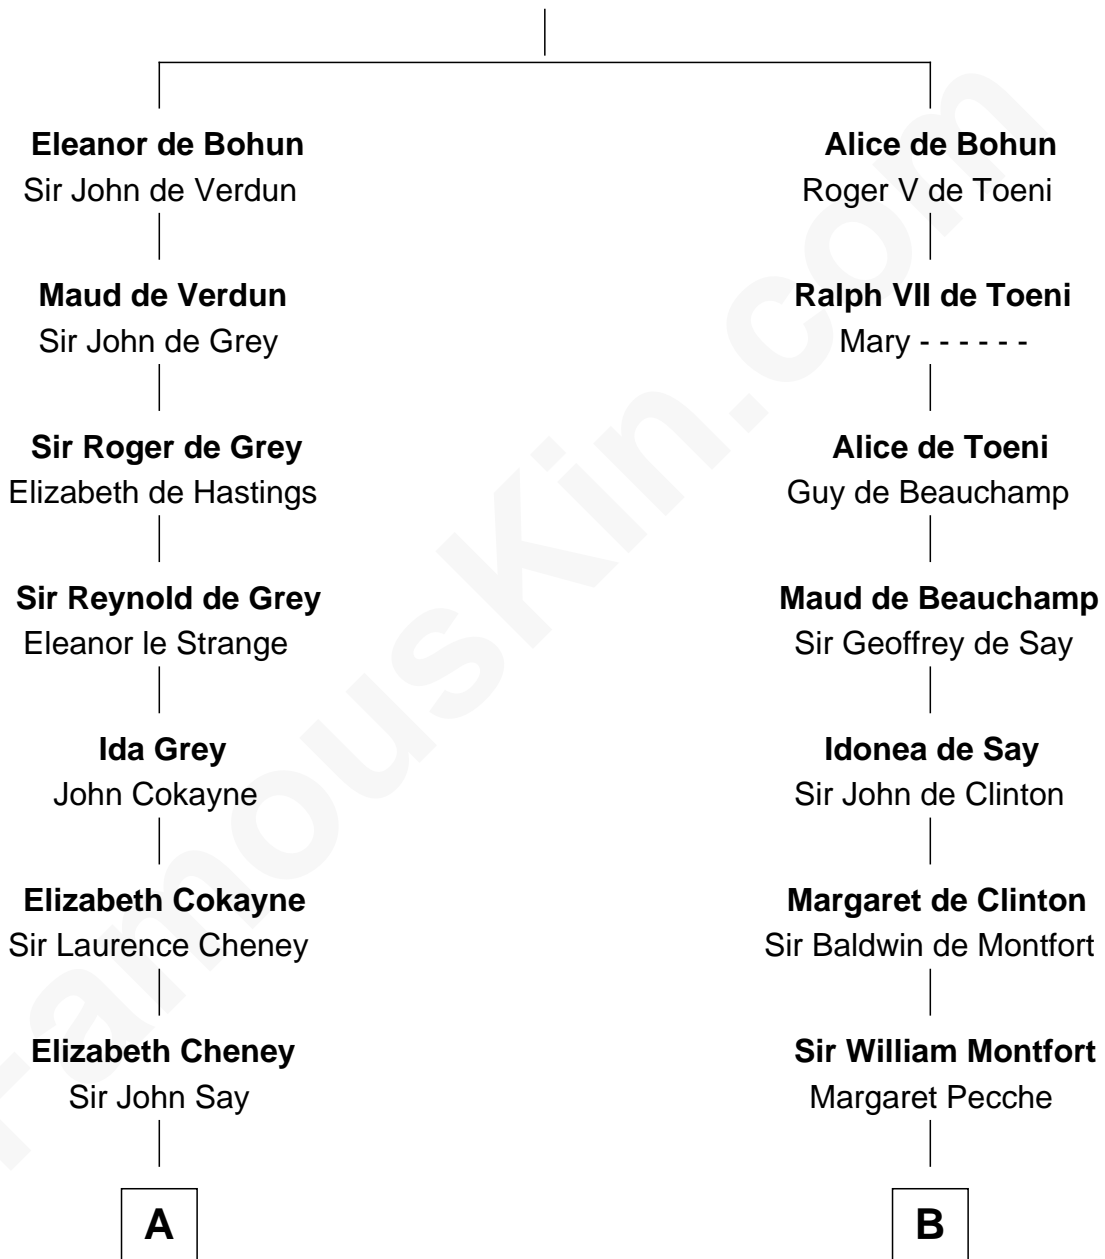 Eleanor de Bohun
Sir John de Verdun
Maud de Verdun
Sir John de Grey
Sir Roger de Grey
Elizabeth de Hastings
Sir Reynold de Grey
Eleanor le Strange
Ida Grey
John Cokayne
Elizabeth Cokayne
Sir Laurence Cheney
Elizabeth Cheney
Sir John Say
A
Alice de Bohun
Roger V de Toeni
Ralph VII de Toeni
Mary - - - - - -
Alice de Toeni
Guy de Beauchamp
Maud de Beauchamp
Sir Geoffrey de Say
Idonea de Say
Sir John de Clinton
Margaret de Clinton
Sir Baldwin de Montfort
Sir William Montfort
Margaret Pecche
B
FamousKin.com